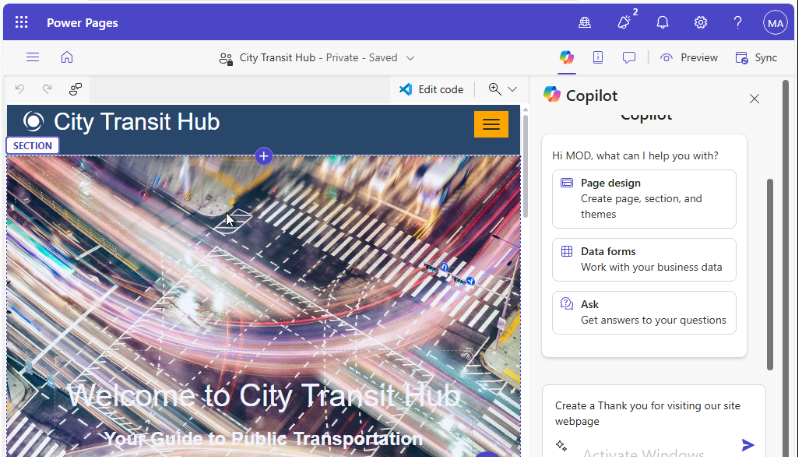 Power Pages
2
?
MA
City Transit Hub - Private - Saved
Preview
Sync
Edit code
Copilot
City Transit Hub
Copilot
SECTION
Hi MOD, what can I help you with?
Page design
Create page, section, and
themes
Data forms
Work with your business data
Ask
Get answers to your questions
Welcome to City Transit Hub
Your Guide to Public Transportation
Create a Thank you for visiting our site
webpage
Activate Windows